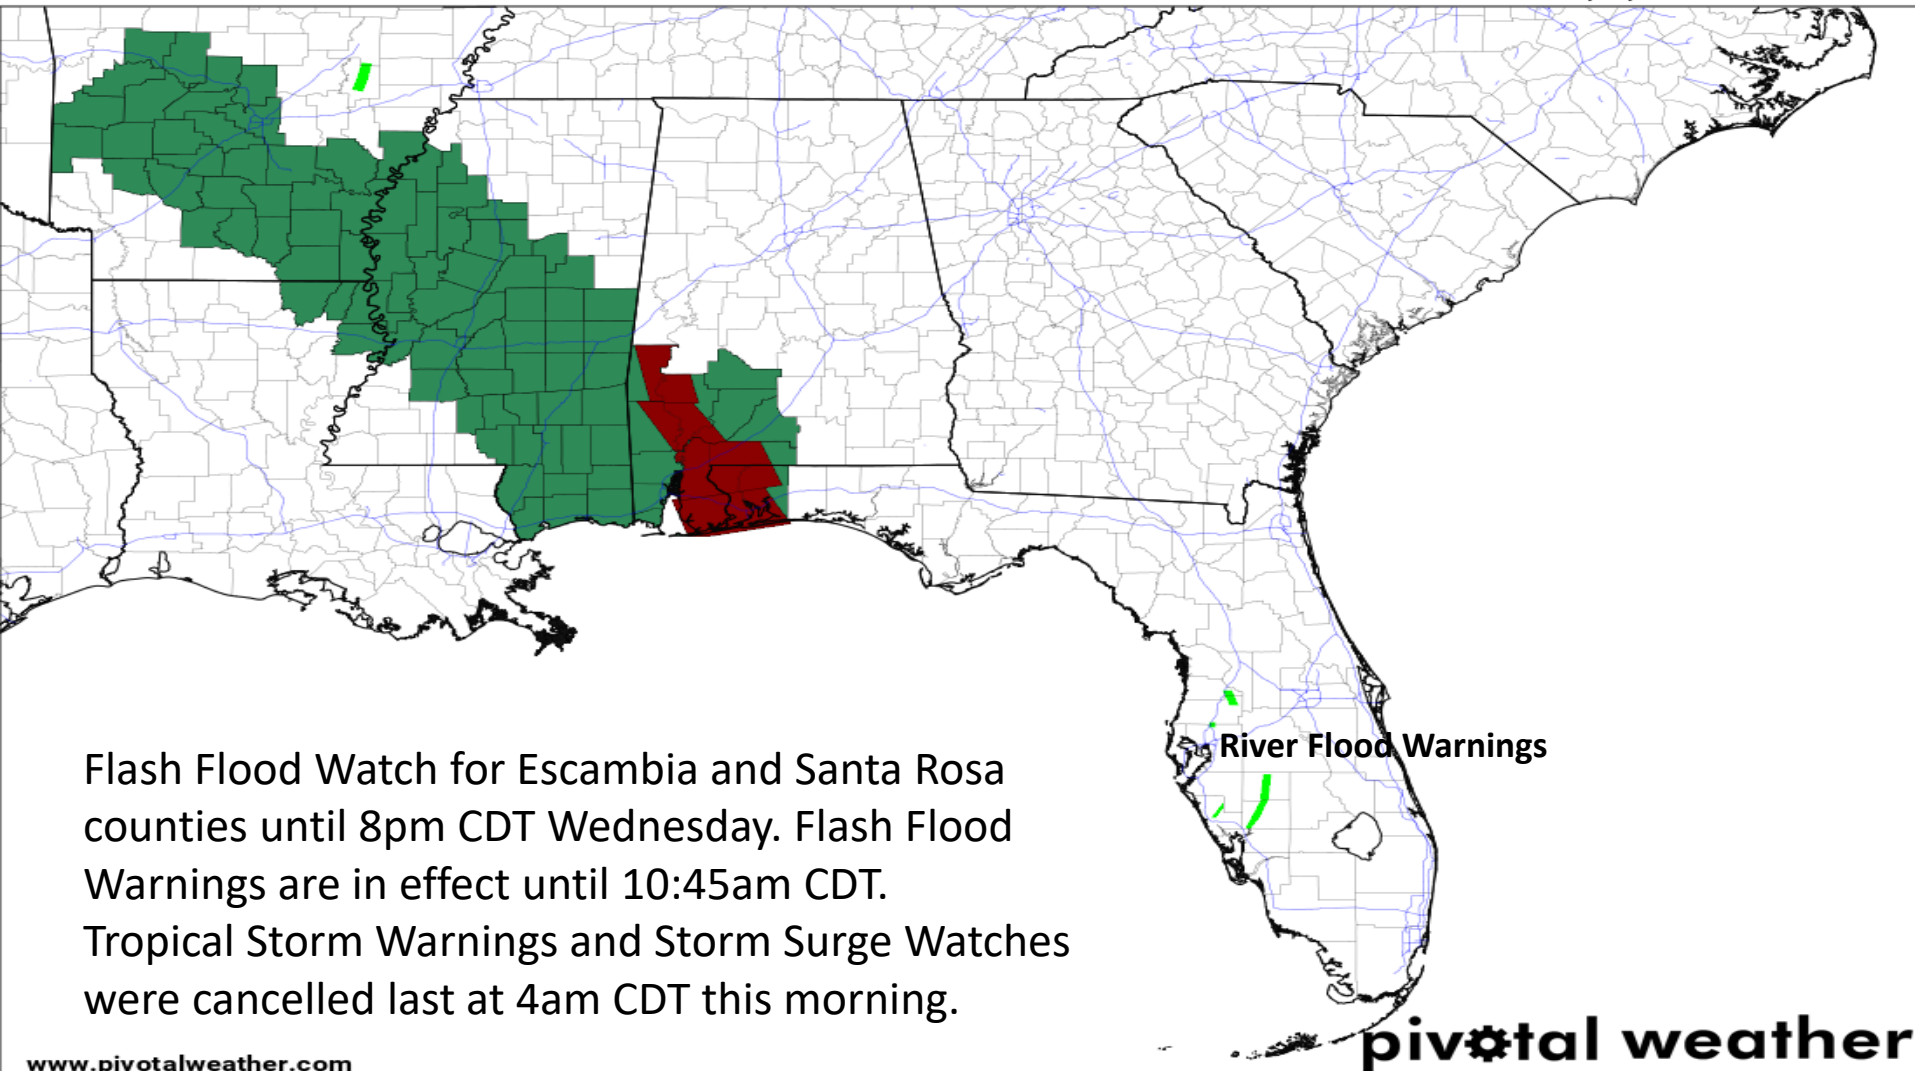 River Flood Warnings
Flash Flood Watch for Escambia and Santa Rosa
counties until 8pm CDT Wednesday. Flash Flood
Warnings are in effect until 10:45am CDT.
Tropical Storm Warnings and Storm Surge Watches
were cancelled last at 4am CDT this morning.
pivotal weather
www.pivotalweather.com